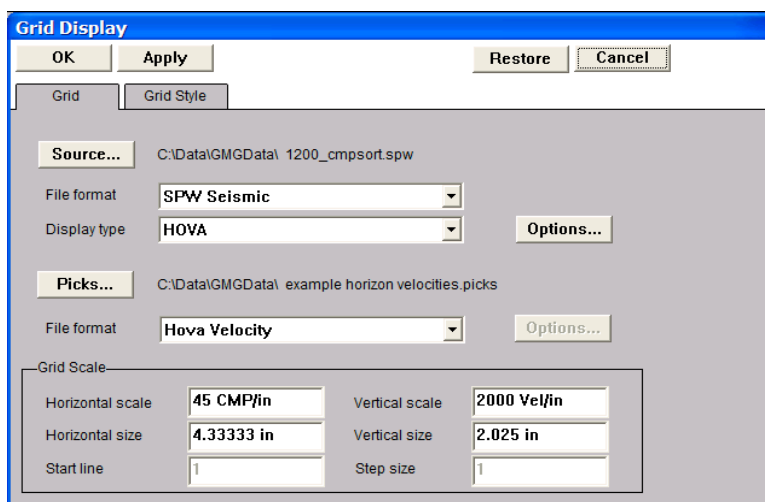 Grid Display
OK Apply Restore Cancel
Grid Grid Style
Source... C:\Data\GMGData\ 1200_cmpsort.spw
File format SPW Seismic
Display type HOVA Options...
Picks... C:\Data\GMGData\ example horizon velocities.picks
File format Hova Velocity Options...
Grid Scale
Horizontal scale 45 CMP/in Vertical scale 2000 Vel/in
Horizontal size 4.33333 in Vertical size 2.025 in
Start line 1 Step size 1